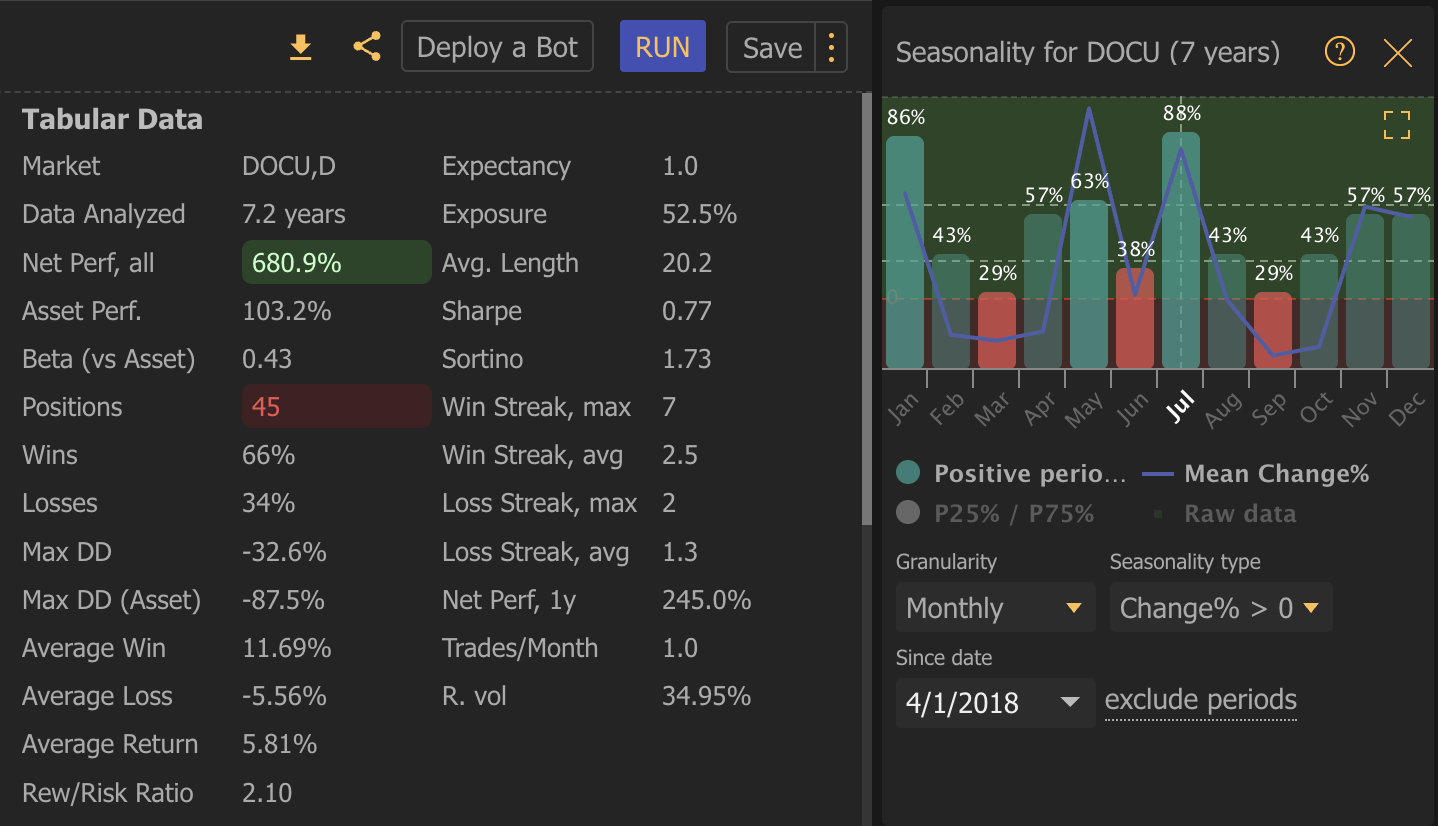 Deploy a Bot RUN Save
Tabular Data
Market DOCU,D Expectancy 1.0
Data Analyzed 7.2 years Exposure 52.5%
Net Perf, all 680.9% Avg. Length 20.2
Asset Perf. 103.2% Sharpe 0.77
Beta (vs Asset) 0.43 Sortino 1.73
Positions 45 Win Streak, max 7
Wins 66% Win Streak, avg 2.5
Losses 34% Loss Streak, max 2
Max DD -32.6% Loss Streak, avg 1.3
Max DD (Asset) -87.5% Net Perf, 1y 245.0%
Average Win 11.69% Trades/Month 1.0
Average Loss -5.56% R. vol 34.95%
Average Return 5.81%
Rew/Risk Ratio 2.10
Seasonality for DOCU (7 years) ?
86% 43% 29% 57% 63% 38% 88% 43% 29% 43% 57% 57%
0
Jan Feb Mar Apr May Jun Jul Aug Sep Oct Nov Dec
Positive perio... Mean Change%
P25% / P75% Raw data
Granularity Seasonality type
Monthly Change% > 0
Since date
4/1/2018 exclude periods